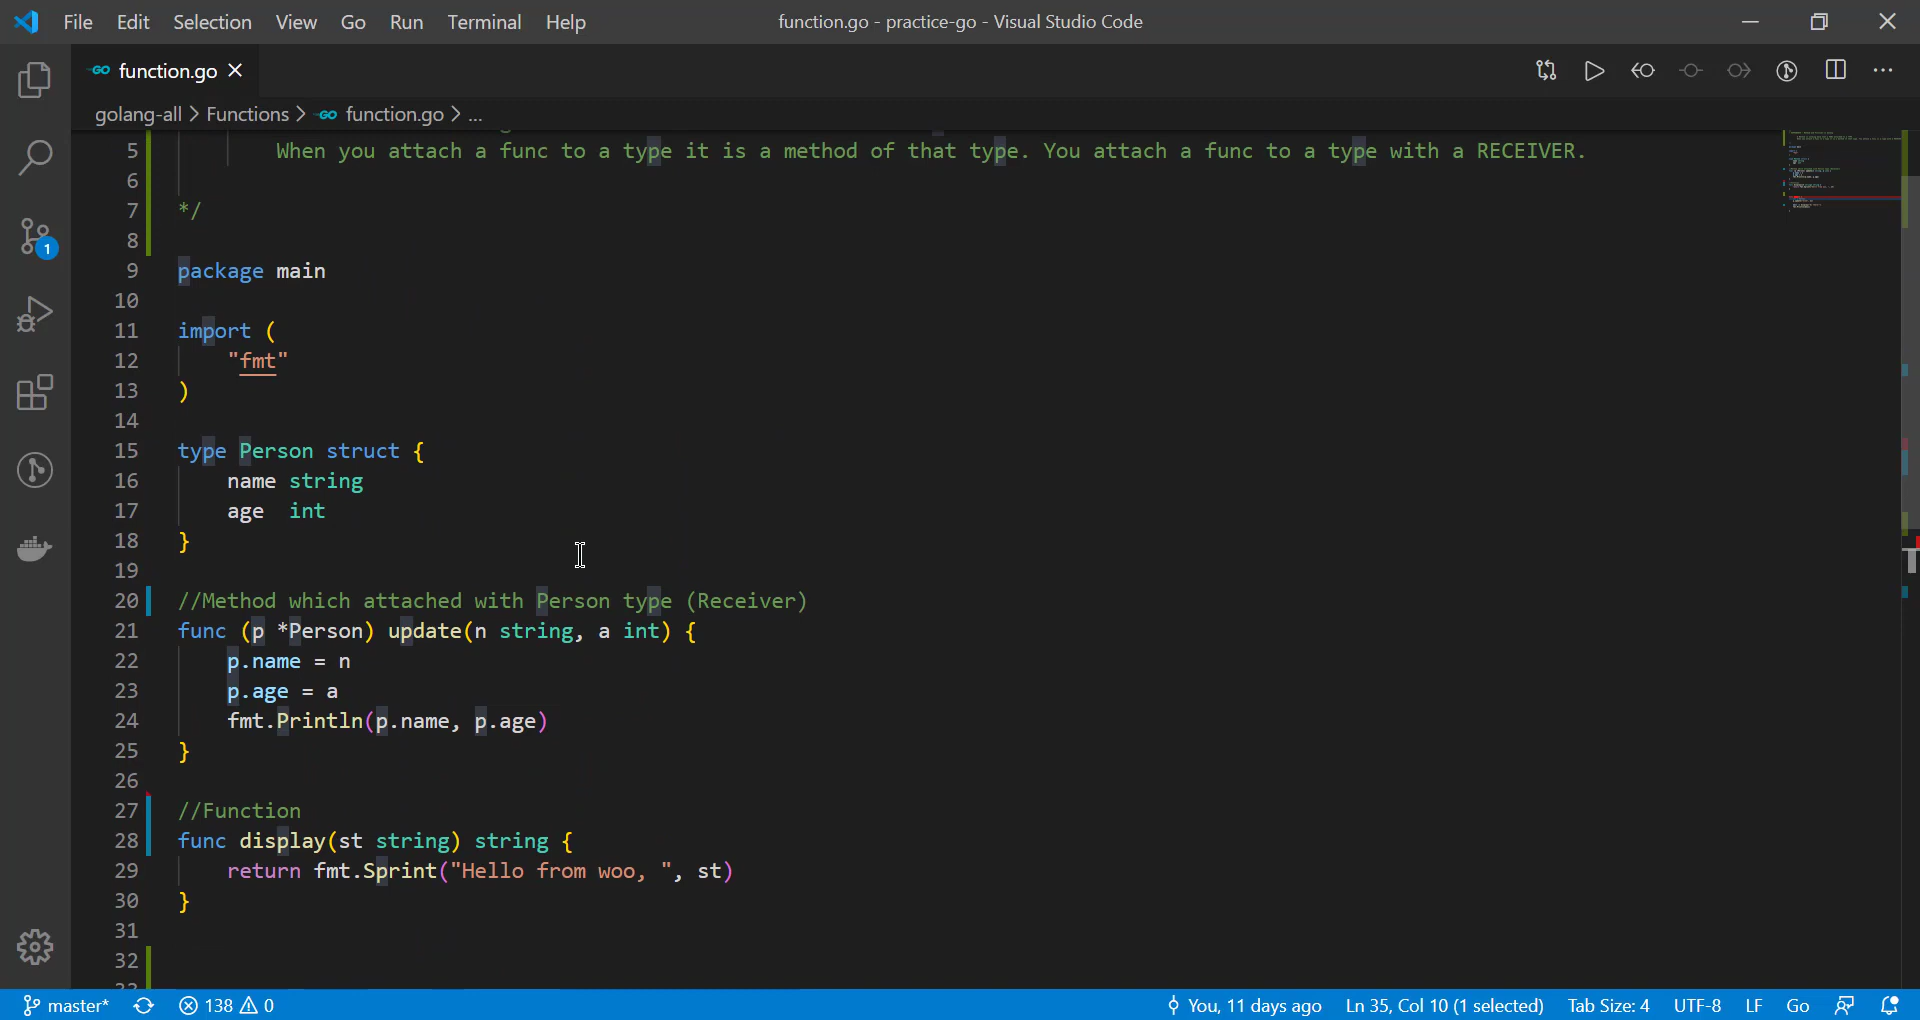 File Edit Selection View Go Run Terminal Help function.go - practice-go - Visual Studio Code
GO function.go
golang-all > Functions > GO function.go > ...
5 When you attach a func to a type it is a method of that type. You attach a func to a type with a RECEIVER.
6
7 */
8
9 package main
10
11 import (
12 "fmt"
13 )
14
15 type Person struct {
16 name string
17 age int
18 }
19
20 //Method which attached with Person type (Receiver)
21 func (p *Person) update(n string, a int) {
22 p.name = n
23 p.age = a
24 fmt.Println(p.name, p.age)
25 }
26
27 //Function
28 func display(st string) string {
29 return fmt.Sprint("Hello from woo, ", st)
30 }
31
32
1
master* 138 0 You, 11 days ago Ln 35, Col 10 (1 selected) Tab Size: 4 UTF-8 LF Go